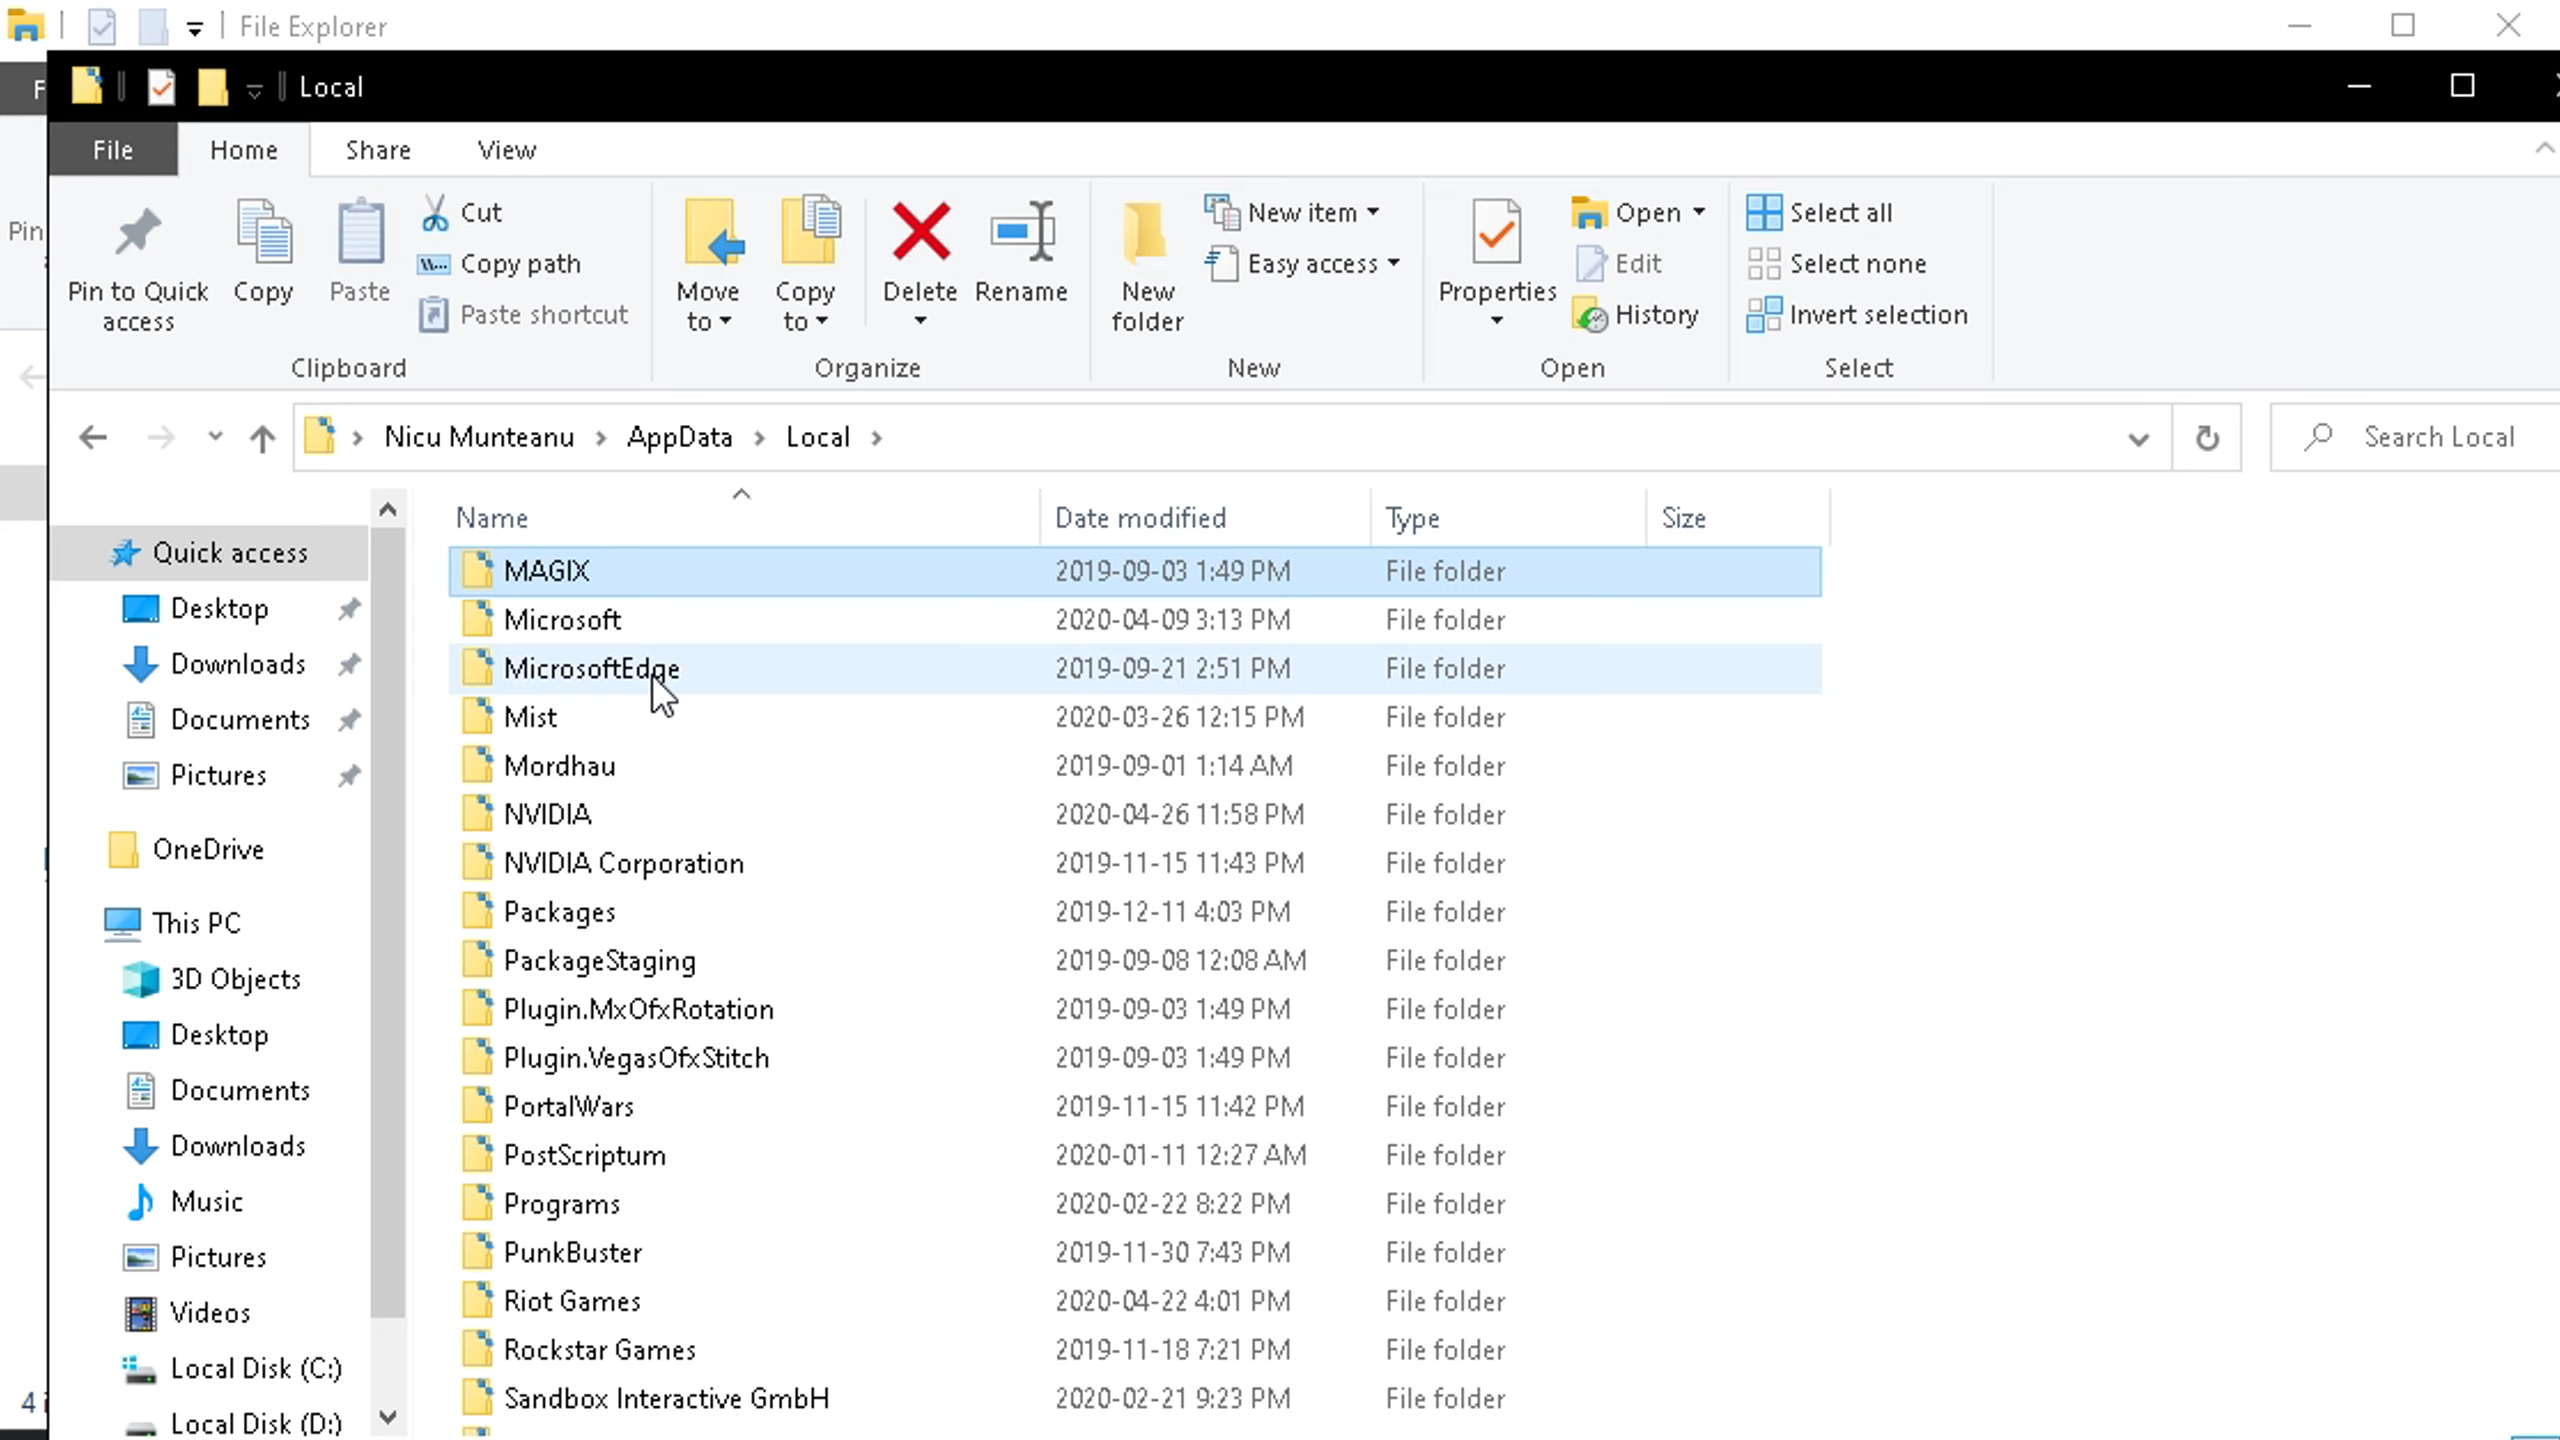 File Explorer
Local
F
File Home Share View
Pin
Pin to Quick access
Copy
Paste
Cut
Copy path
Paste shortcut
Move to
Copy to
Delete
Rename
New folder
New item
Easy access
Properties
Open
Edit
History
Select all
Select none
Invert selection
Clipboard Organize New Open Select
Nicu Munteanu > AppData > Local >
Search Local
Name Date modified Type Size
Quick access
Desktop
Downloads
Documents
Pictures
OneDrive
This PC
3D Objects
Desktop
Documents
Downloads
Music
Pictures
Videos
Local Disk (C:)
Local Disk (D:)
4 i
MAGIX 2019-09-03 1:49 PM File folder
Microsoft 2020-04-09 3:13 PM File folder
MicrosoftEdge 2019-09-21 2:51 PM File folder
Mist 2020-03-26 12:15 PM File folder
Mordhau 2019-09-01 1:14 AM File folder
NVIDIA 2020-04-26 11:58 PM File folder
NVIDIA Corporation 2019-11-15 11:43 PM File folder
Packages 2019-12-11 4:03 PM File folder
PackageStaging 2019-09-08 12:08 AM File folder
Plugin.MxOfxRotation 2019-09-03 1:49 PM File folder
Plugin.VegasOfxStitch 2019-09-03 1:49 PM File folder
PortalWars 2019-11-15 11:42 PM File folder
PostScriptum 2020-01-11 12:27 AM File folder
Programs 2020-02-22 8:22 PM File folder
PunkBuster 2019-11-30 7:43 PM File folder
Riot Games 2020-04-22 4:01 PM File folder
Rockstar Games 2019-11-18 7:21 PM File folder
Sandbox Interactive GmbH 2020-02-21 9:23 PM File folder